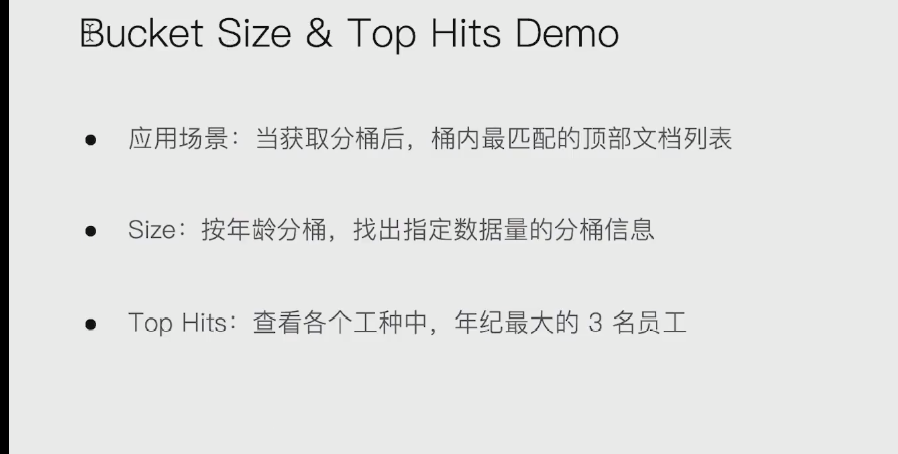 Bucket Size & Top Hits Demo
● 应用场景：当获取分桶后，桶内最匹配的顶部文档列表
● Size：按年龄分桶，找出指定数据量的分桶信息
● Top Hits：查看各个工种中，年纪最大的 3 名员工